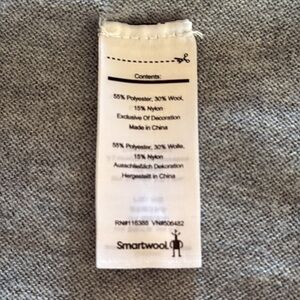 Contents:
55% Polyester, 30% Wool,
15% Nylon
Exclusive Of Decoration
Made in China
55% Polyester, 30% Wolle,
15% Nylon
Ausschließlich Dekoration
Hergestellt in China
RN#116388 VN#506482
Smartwool